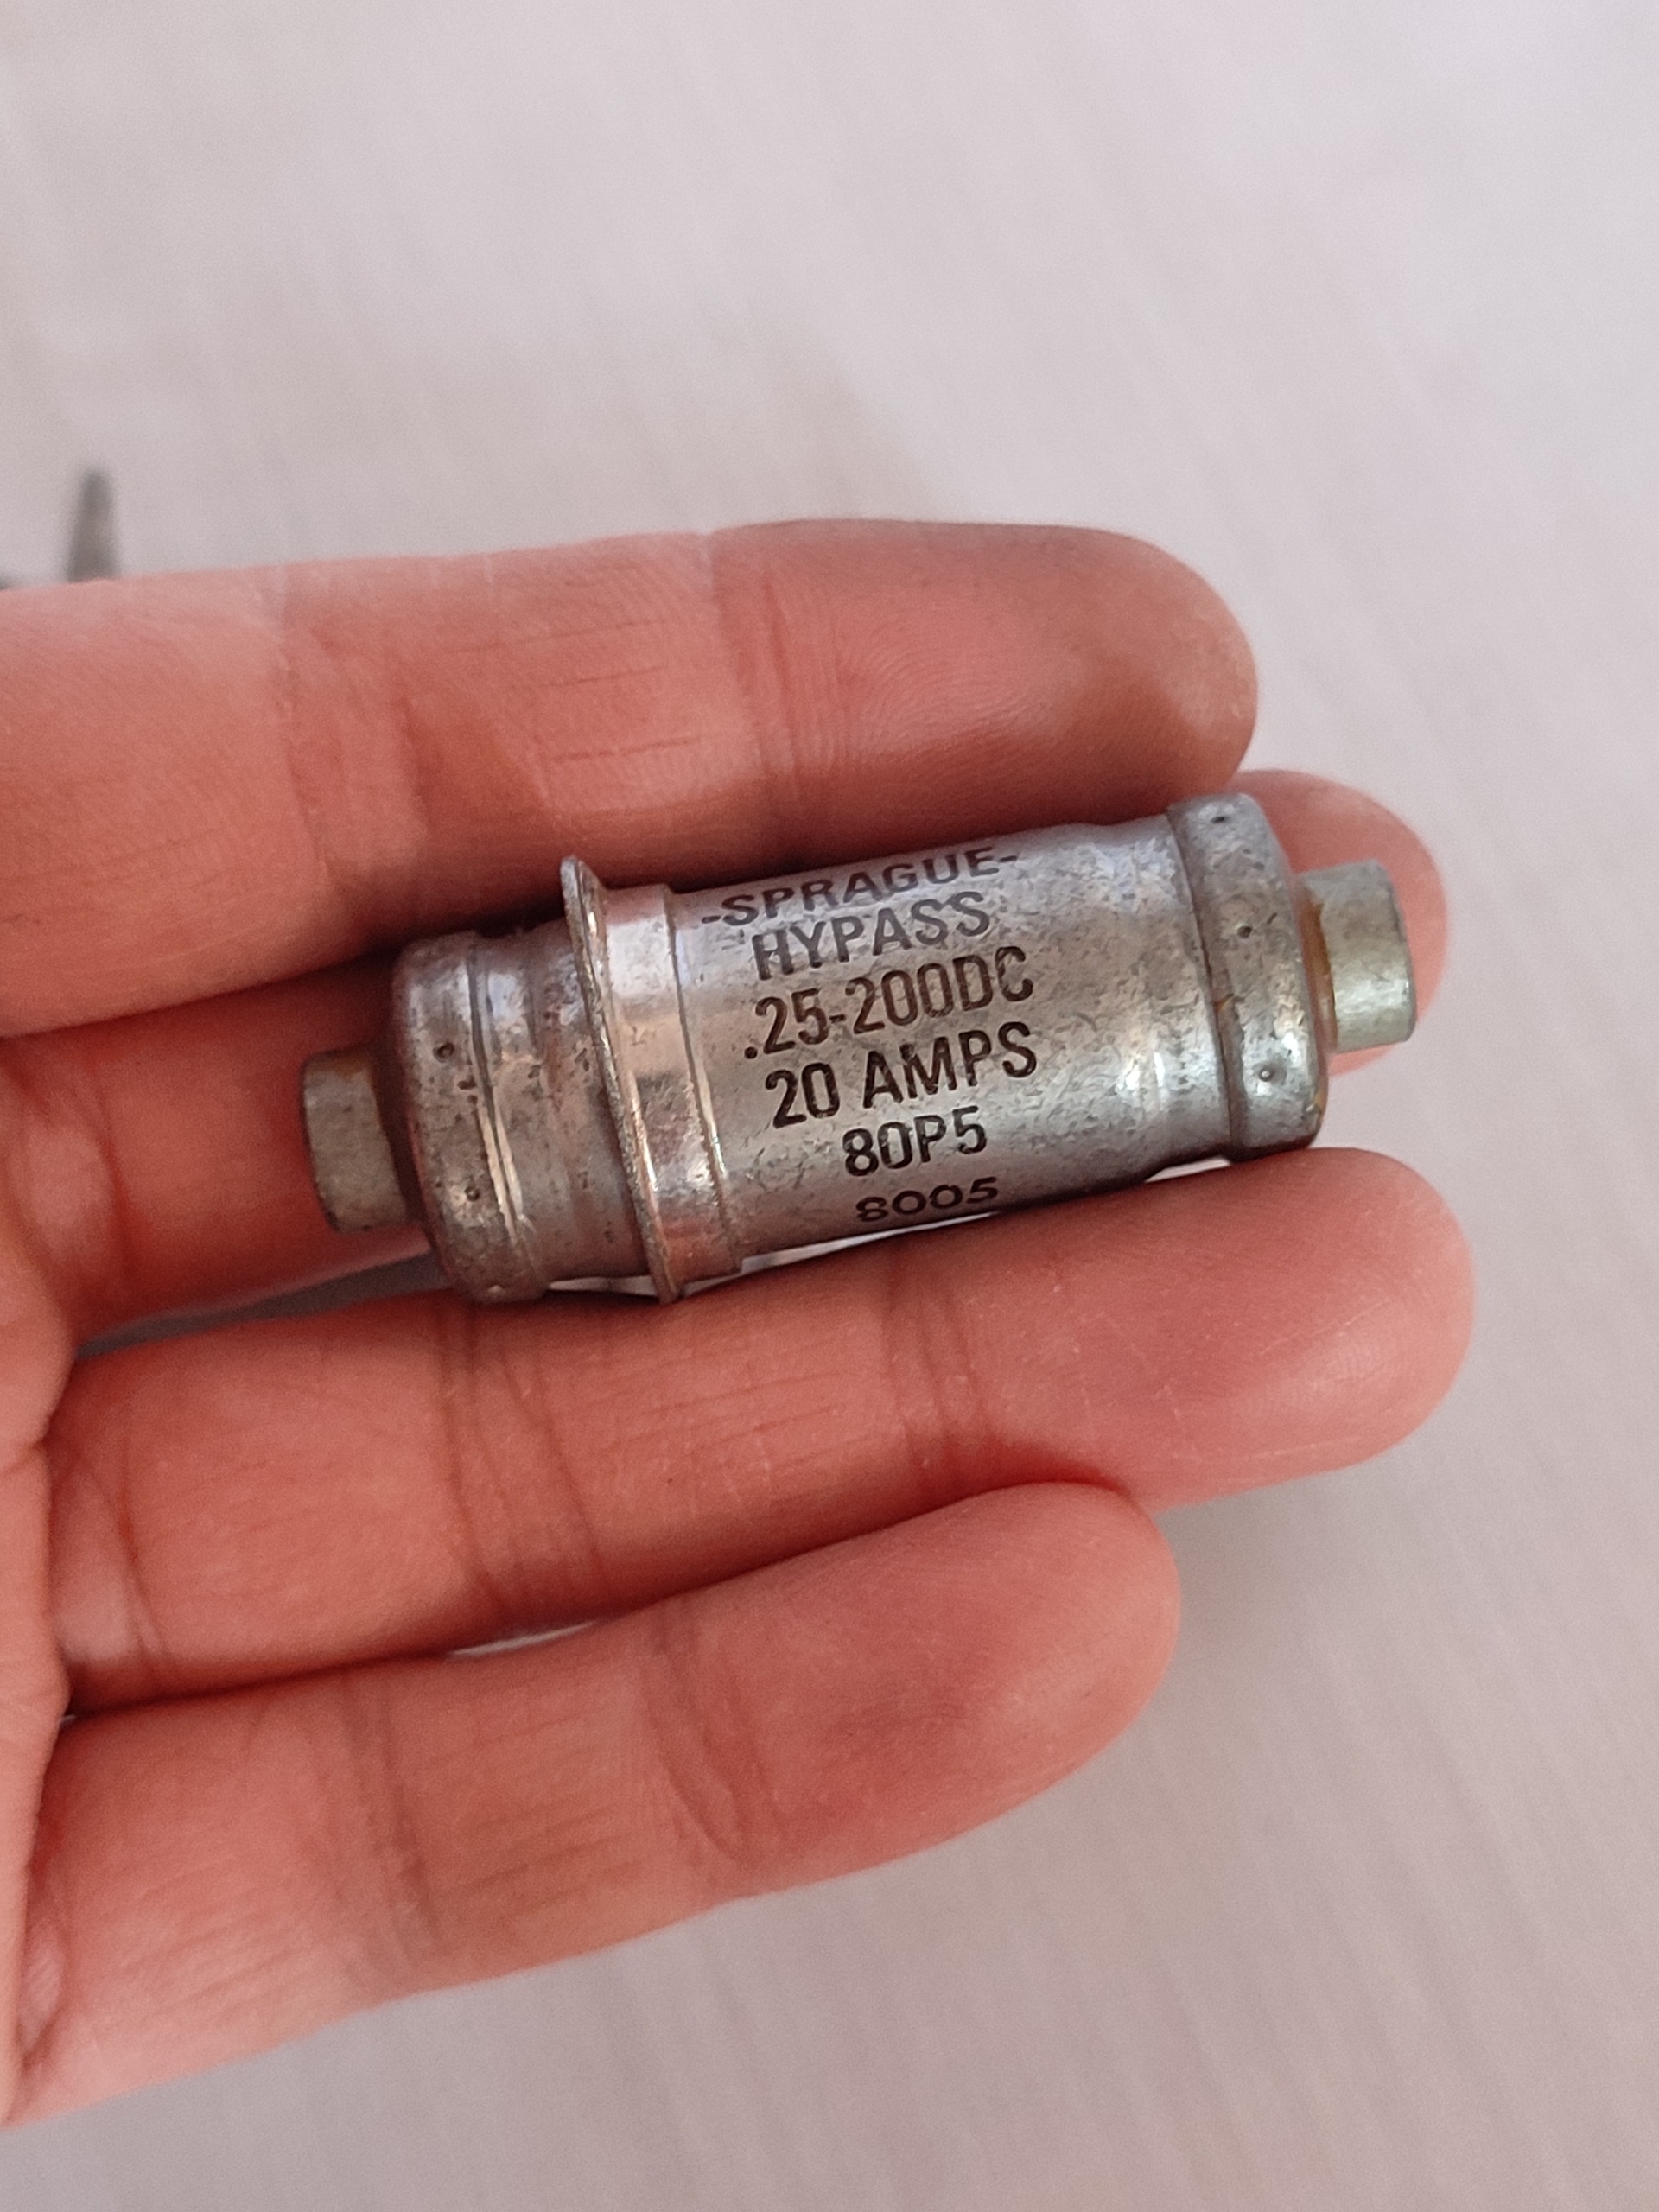 -SPRAGUE-
HYPASS
.25-200DC
20 AMPS
80P5
8005